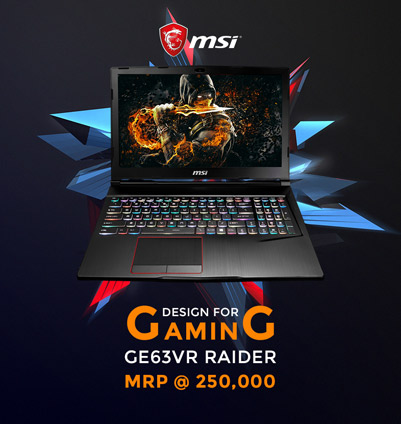 msi
msi
DESIGN FOR
GAMING
GE63VR RAIDER
MRP @ 250,000